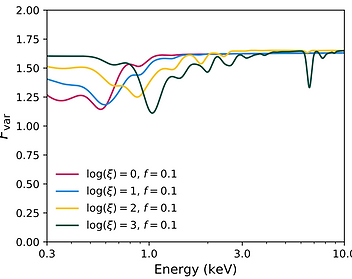 2.00
1.75
1.50
1.25
1.00
0.75
0.50
0.25
0.00
Fvar
log(ξ) = 0, f = 0.1
log(ξ) = 1, f = 0.1
log(ξ) = 2, f = 0.1
log(ξ) = 3, f = 0.1
0.3 1.0 3.0 10.0
Energy (keV)